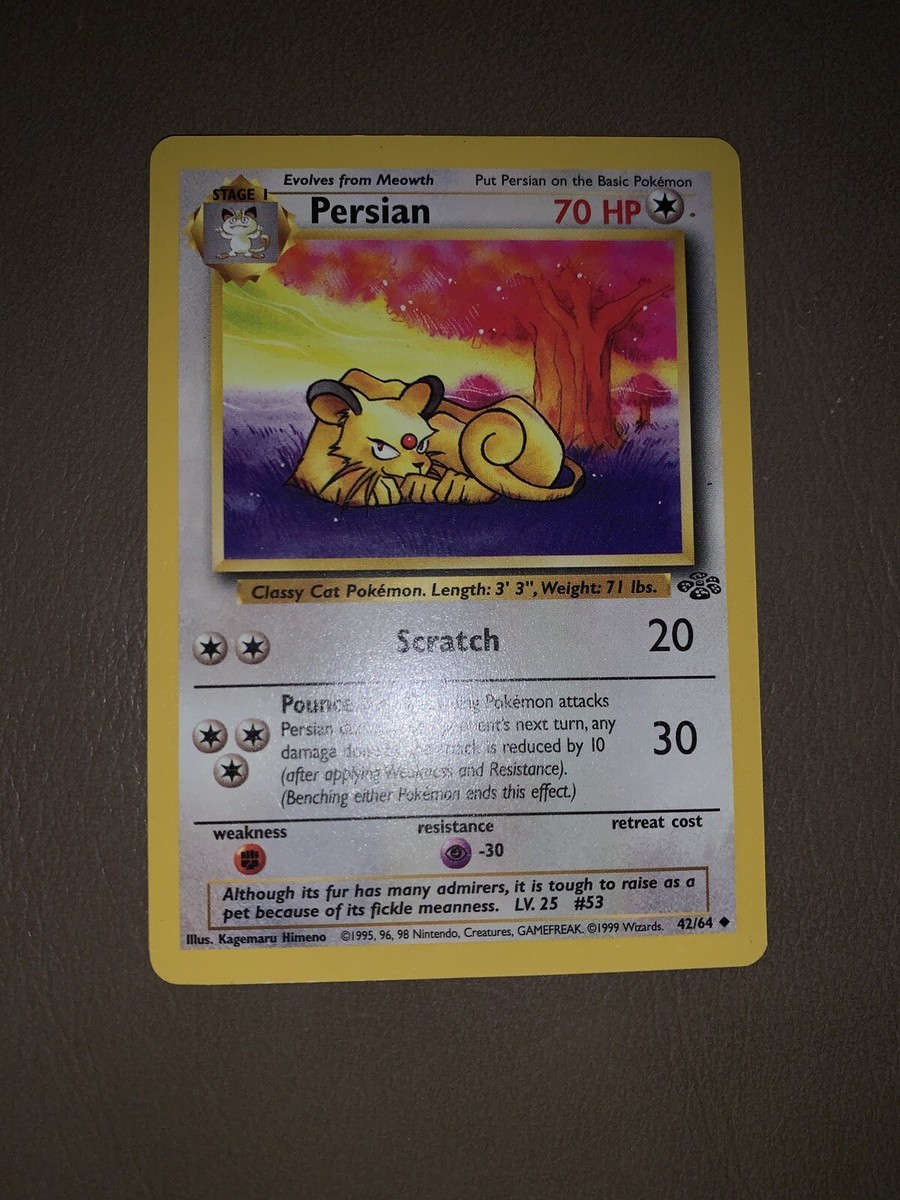 Evolves from Meowth Put Persian on the Basic Pokémon
STAGE 1 Persian 70 HP
Classy Cat Pokémon. Length: 3' 3", Weight: 71 lbs.
Scratch 20
Pounce Pokémon attacks
Persian next turn, any
damage attack is reduced by 10 30
(after applying Weakness and Resistance).
(Benching either Pokémon ends this effect.)
weakness resistance retreat cost
-30
Although its fur has many admirers, it is tough to raise as a
pet because of its fickle meanness. LV. 25 #53
Illus. Kagemaru Himeno ©1995, 96, 98 Nintendo, Creatures, GAMEFREAK. ©1999 Wizards. 42/64